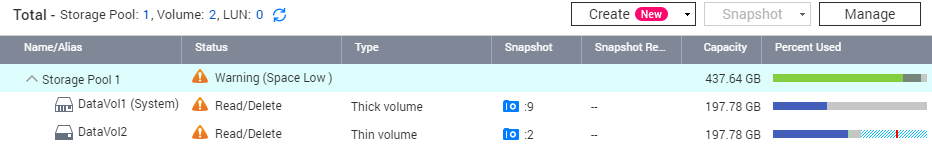 Total - Storage Pool: 1, Volume: 2, LUN: 0 Create New Snapshot Manage
Name/Alias Status Type Snapshot Snapshot Re... Capacity Percent Used
Storage Pool 1 Warning (Space Low ) 437.64 GB
DataVol1 (System) Read/Delete Thick volume :9 -- 197.78 GB
DataVol2 Read/Delete Thin volume :2 -- 197.78 GB